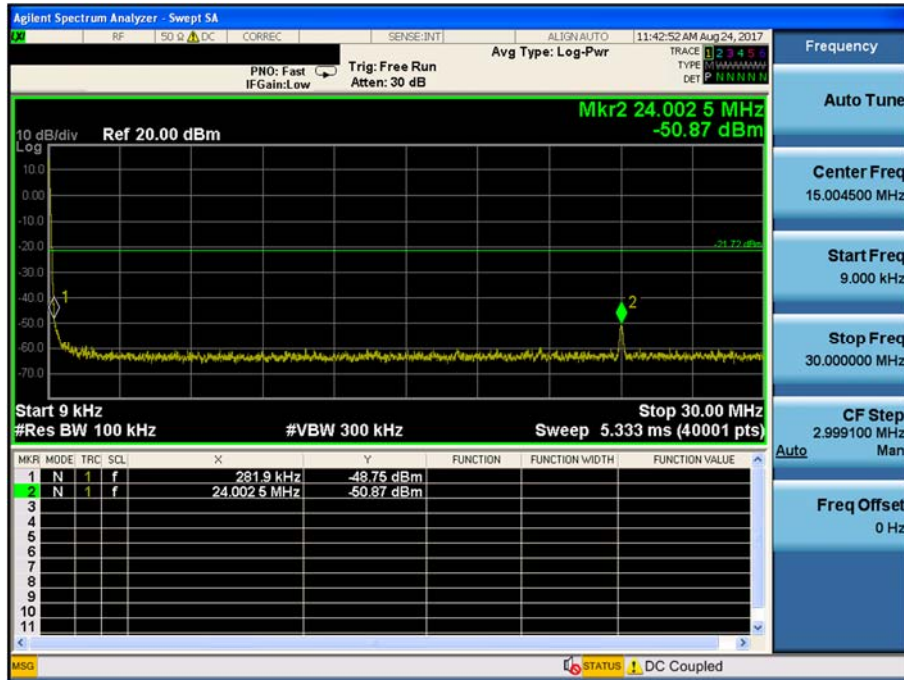 Agilent Spectrum Analyzer - Swept SA
RF 50 Ω DC CORREC SENSE:INT ALIGN AUTO 11:42:52 AM Aug 24, 2017
Frequency
PNO: Fast Trig: Free Run Avg Type: Log-Pwr TRACE 1 2 3 4 5 6
IFGain:Low Atten: 30 dB TYPE M WWWWW
DET P N N N N N
Auto Tune
Mkr2 24.002 5 MHz
10 dB/div Ref 20.00 dBm -50.87 dBm
Log
10.0
0.00
-10.0
-20.0
-21.72 dBm
-30.0
-40.0
1
2
-50.0
-60.0
-70.0
Start 9 kHz Stop 30.00 MHz
#Res BW 100 kHz #VBW 300 kHz Sweep 5.333 ms (40001 pts)
Center Freq
15.004500 MHz
Start Freq
9.000 kHz
Stop Freq
30.000000 MHz
CF Step
2.999100 MHz
Auto Man
Freq Offset
0 Hz
MKR MODE TRC SCL X Y FUNCTION FUNCTION WIDTH FUNCTION VALUE
1 N 1 f 281.9 kHz -48.75 dBm
2 N 1 f 24.002 5 MHz -50.87 dBm
3
4
5
6
7
8
9
10
11
MSG STATUS DC Coupled